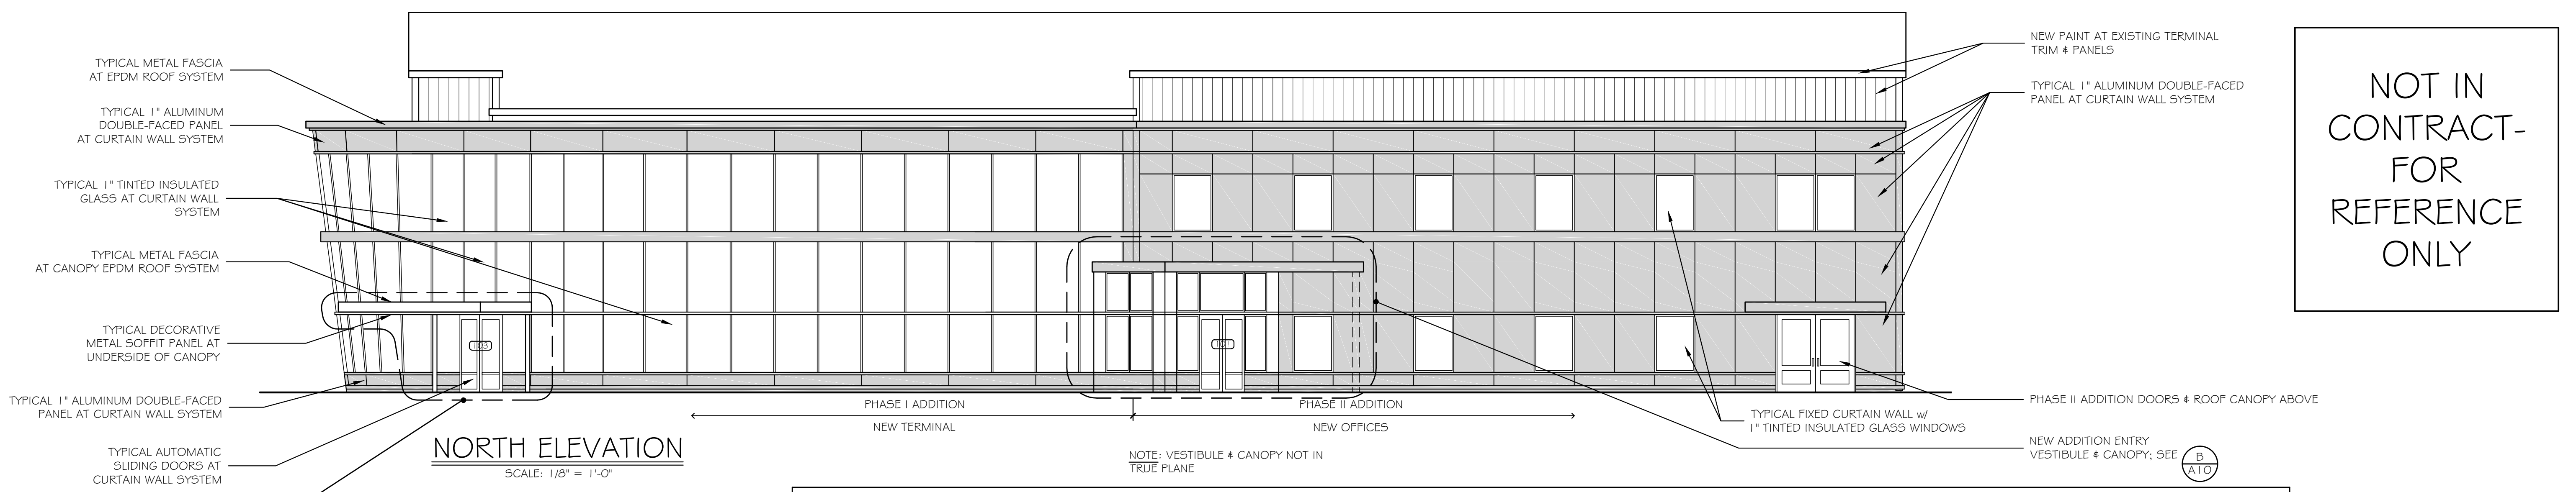 TYPICAL METAL FASCIA
AT EPDM ROOF SYSTEM
TYPICAL 1" ALUMINUM
DOUBLE-FACED PANEL
AT CURTAIN WALL SYSTEM
TYPICAL 1" TINTED INSULATED
GLASS AT CURTAIN WALL
SYSTEM
TYPICAL METAL FASCIA
AT CANOPY EPDM ROOF SYSTEM
TYPICAL DECORATIVE
METAL SOFFIT PANEL AT
UNDERSIDE OF CANOPY
TYPICAL 1" ALUMINUM DOUBLE-FACED
PANEL AT CURTAIN WALL SYSTEM
TYPICAL AUTOMATIC
SLIDING DOORS AT
CURTAIN WALL SYSTEM
103
101
NORTH ELEVATION
SCALE: 1/8" = 1'-0"
PHASE I ADDITION
NEW TERMINAL
PHASE II ADDITION
NEW OFFICES
NOTE: VESTIBULE & CANOPY NOT IN
TRUE PLANE
TYPICAL FIXED CURTAIN WALL w/
1" TINTED INSULATED GLASS WINDOWS
NEW PAINT AT EXISTING TERMINAL
TRIM & PANELS
TYPICAL 1" ALUMINUM DOUBLE-FACED
PANEL AT CURTAIN WALL SYSTEM
PHASE II ADDITION DOORS & ROOF CANOPY ABOVE
NEW ADDITION ENTRY
VESTIBULE & CANOPY; SEE
B
A10
NOT IN
CONTRACT-
FOR
REFERENCE
ONLY